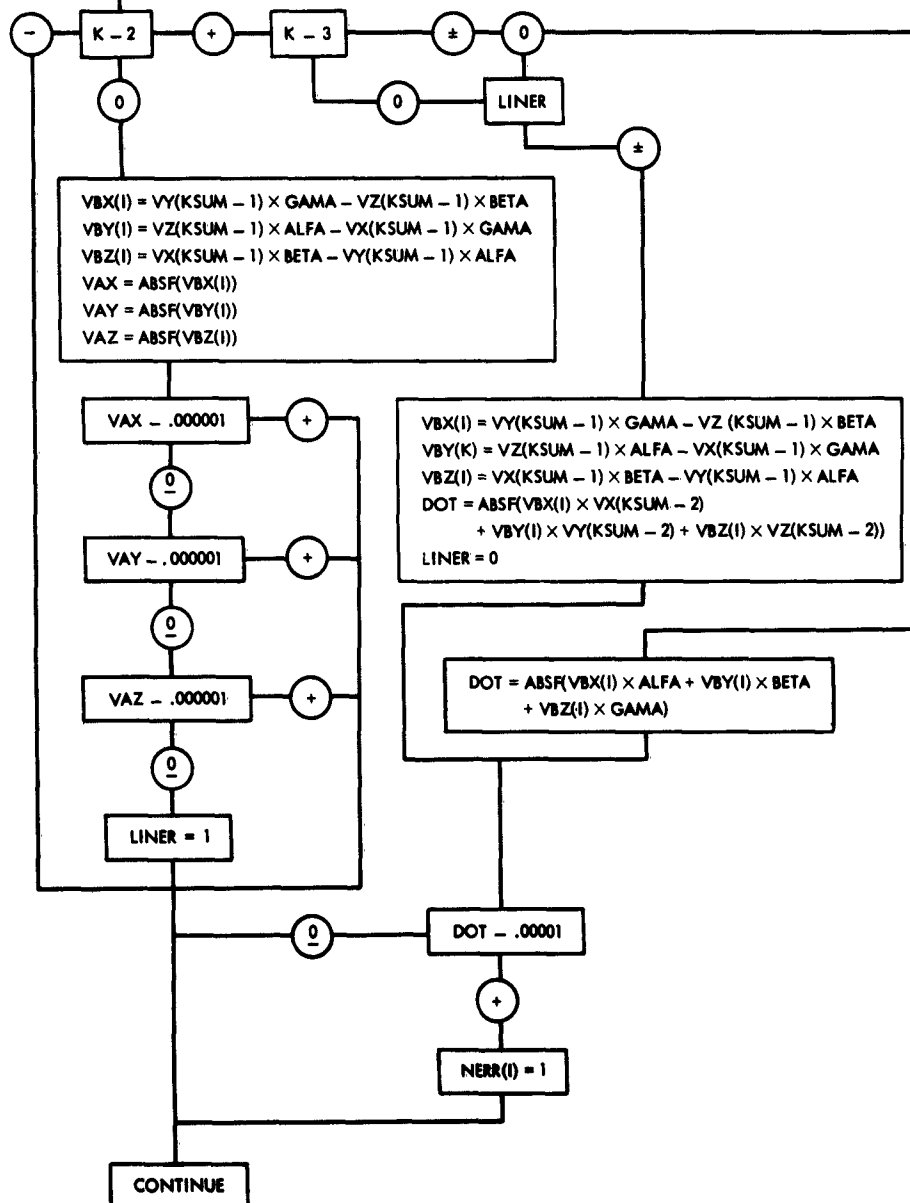 − K − 2 + K − 3 ± 0
0 0 LINER
±
VBX(I) = VY(KSUM − 1) × GAMA − VZ(KSUM − 1) × BETA
VBY(I) = VZ(KSUM − 1) × ALFA − VX(KSUM − 1) × GAMA
VBZ(I) = VX(KSUM − 1) × BETA − VY(KSUM − 1) × ALFA
VAX = ABSF(VBX(I))
VAY = ABSF(VBY(I))
VAZ = ABSF(VBZ(I))
VAX − .000001 +
0̲
VAY − .000001 +
0̲
VAZ − .000001 +
0̲
LINER = 1
VBX(I) = VY(KSUM − 1) × GAMA − VZ (KSUM − 1) × BETA
VBY(K) = VZ(KSUM − 1) × ALFA − VX(KSUM − 1) × GAMA
VBZ(I) = VX(KSUM − 1) × BETA − VY(KSUM − 1) × ALFA
DOT = ABSF(VBX(I) × VX(KSUM − 2)
+ VBY(I) × VY(KSUM − 2) + VBZ(I) × VZ(KSUM − 2))
LINER = 0
DOT = ABSF(VBX(I) × ALFA + VBY(I) × BETA
+ VBZ(I) × GAMA)
0̲ DOT − .00001
+
NERR(I) = 1
CONTINUE